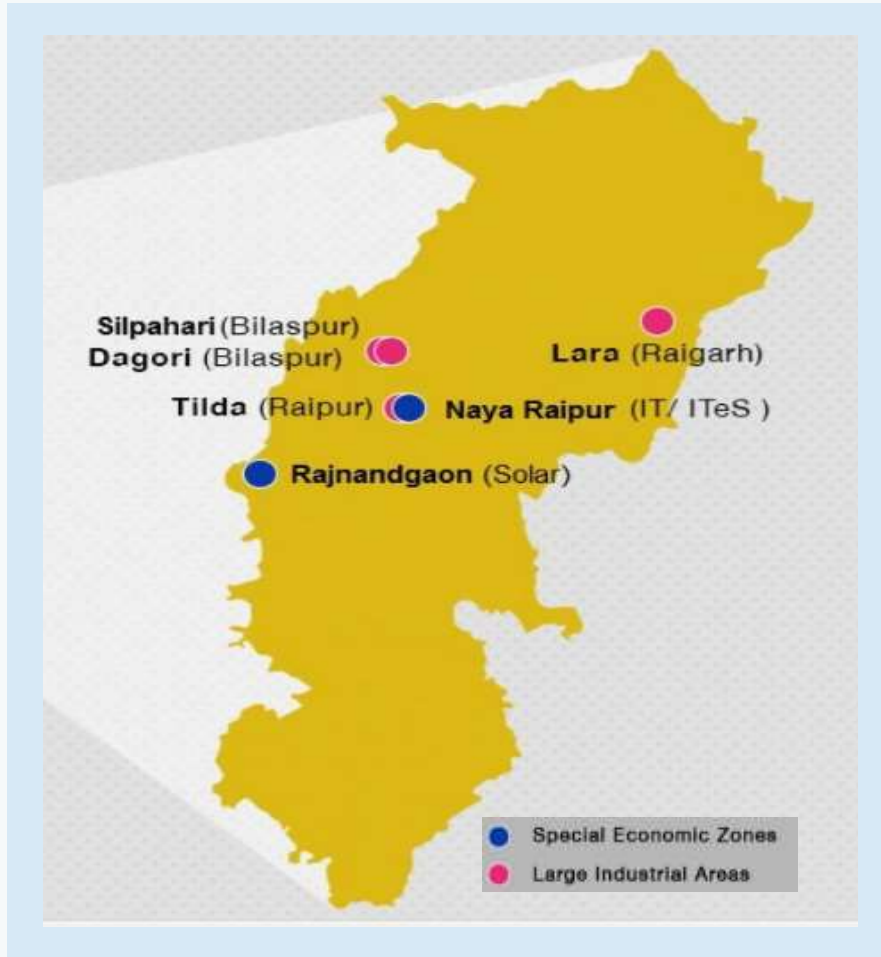 Silpahari (Bilaspur)
Dagori (Bilaspur)
Lara (Raigarh)
Tilda (Raipur)
Naya Raipur (IT/ ITeS )
Rajnandgaon (Solar)
Special Economic Zones
Large Industrial Areas